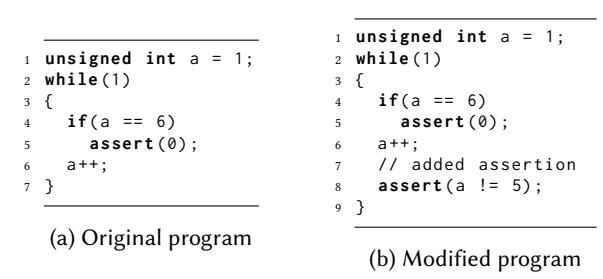 1 unsigned int a = 1;
2 while(1)
3 {
4 if(a == 6)
5 assert(0);
6 a++;
7 }
(a) Original program
1 unsigned int a = 1;
2 while(1)
3 {
4 if(a == 6)
5 assert(0);
6 a++;
7 // added assertion
8 assert(a != 5);
9 }
(b) Modified program